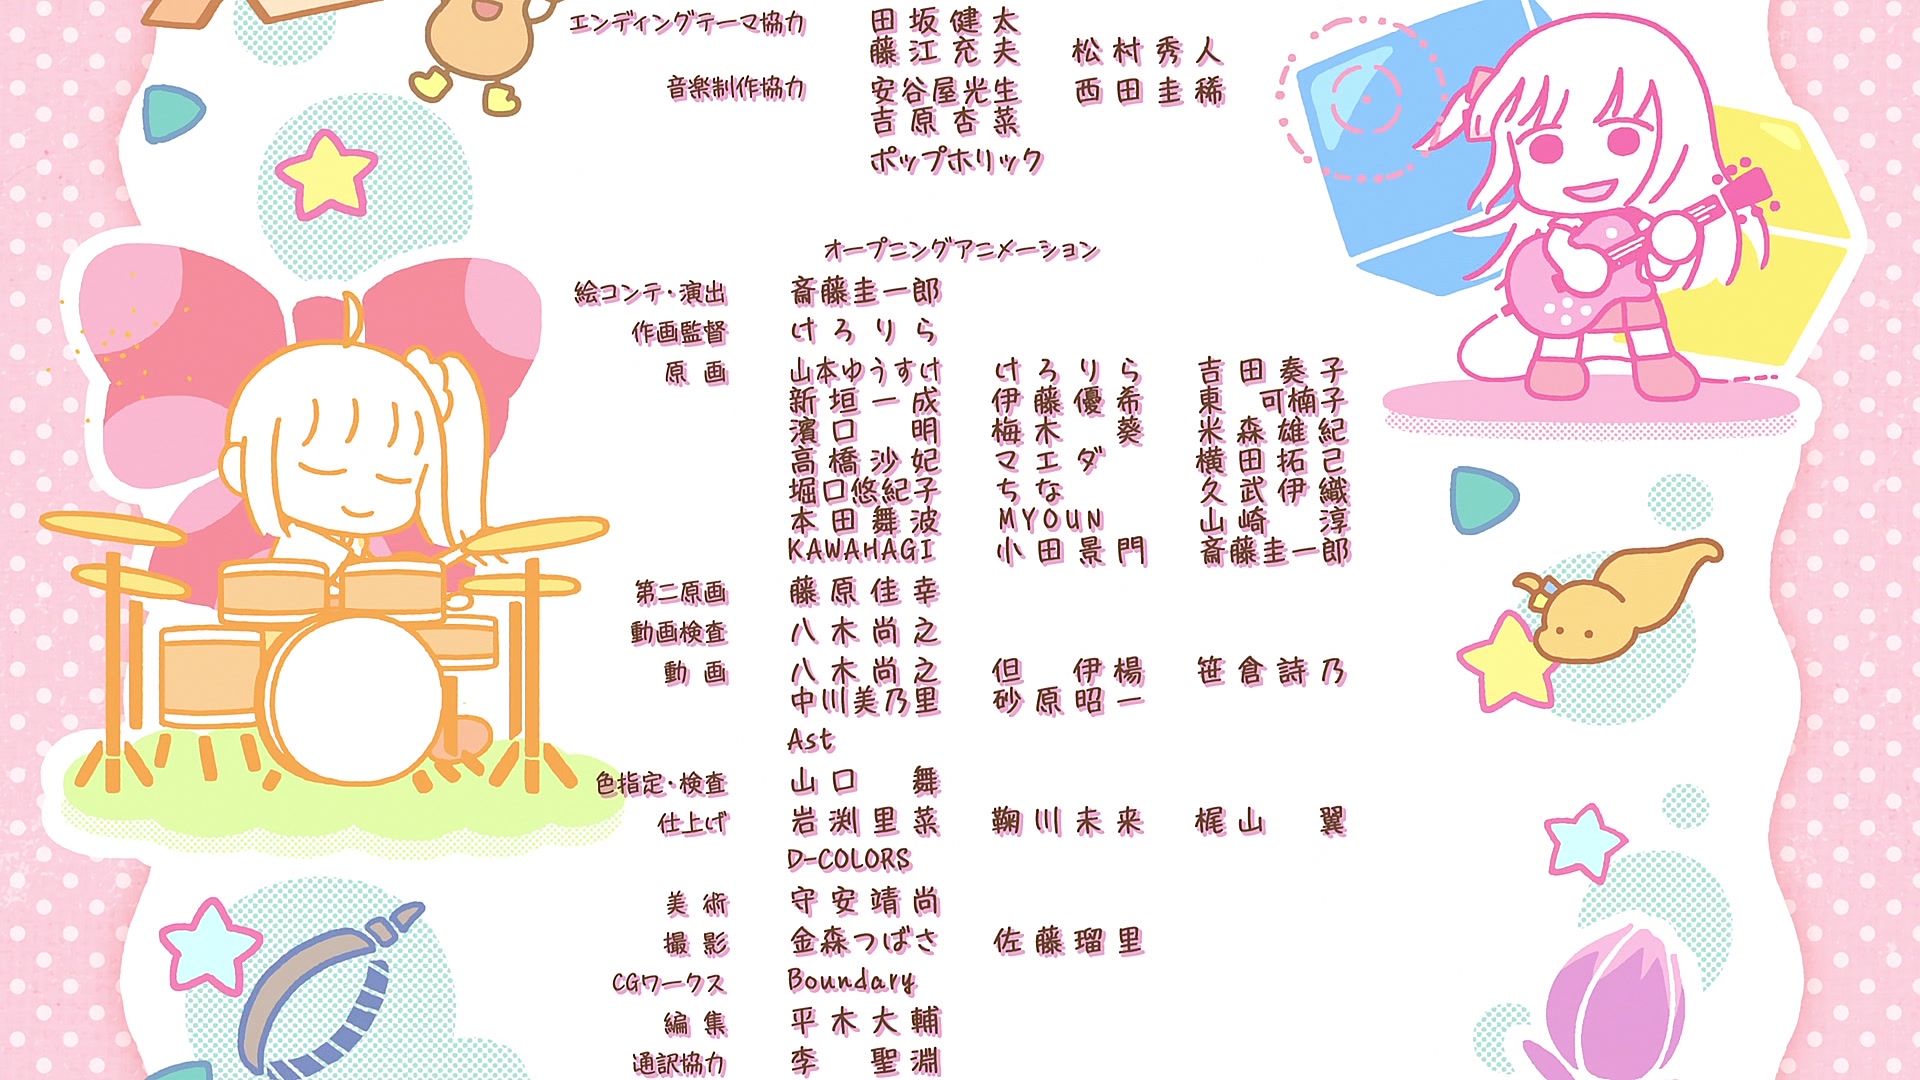 エンディングテーマ協力 田坂健太
藤江充夫 松村秀人
音楽制作協力 安谷屋光生 西田圭稀
吉原杏菜
ポップホリック
オープニングアニメーション
絵コンテ・演出 斎藤圭一郎
作画監督 けろりら
原画 山本ゆうすけ けろりら 吉田奏子
新垣一成 伊藤優希 東 可楠子
濱口 明 梅木 葵 米森雄紀
高橋沙妃 マエダ 横田拓己
堀口悠紀子 ちな 久武伊織
本田舞波 MYOUN 山崎 淳
KAWAHAGI 小田景門 斎藤圭一郎
第二原画 藤原佳幸
動画検査 八木尚之
動画 八木尚之 但 伊楊 笹倉詩乃
中川美乃里 砂原昭一
Ast
色指定・検査 山口 舞
仕上げ 岩渕里菜 鞠川未来 梶山 翼
D-COLORS
美術 守安靖尚
撮影 金森つばさ 佐藤瑠里
CGワークス Boundary
編集 平木大輔
通訳協力 李 聖淵